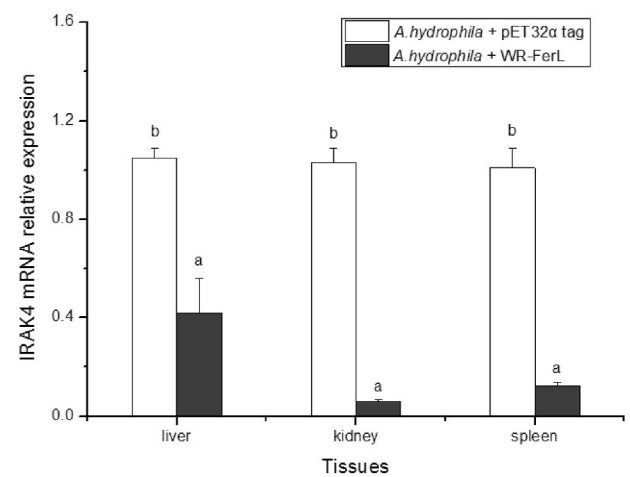 A.hydrophila + pET32α tag
A.hydrophila + WR-FerL
IRAK4 mRNA relative expression
1.6
1.2
0.8
0.4
0.0
b
a
b
a
b
a
liver
kidney
spleen
Tissues